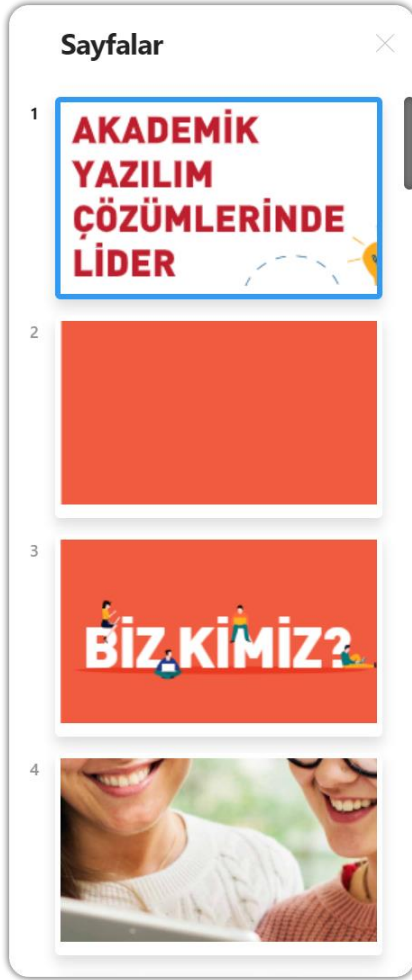 Sayfalar
1
AKADEMİK
YAZILIM
ÇÖZÜMLERİNDE
LİDER
2
3
BİZ KİMİZ?
4